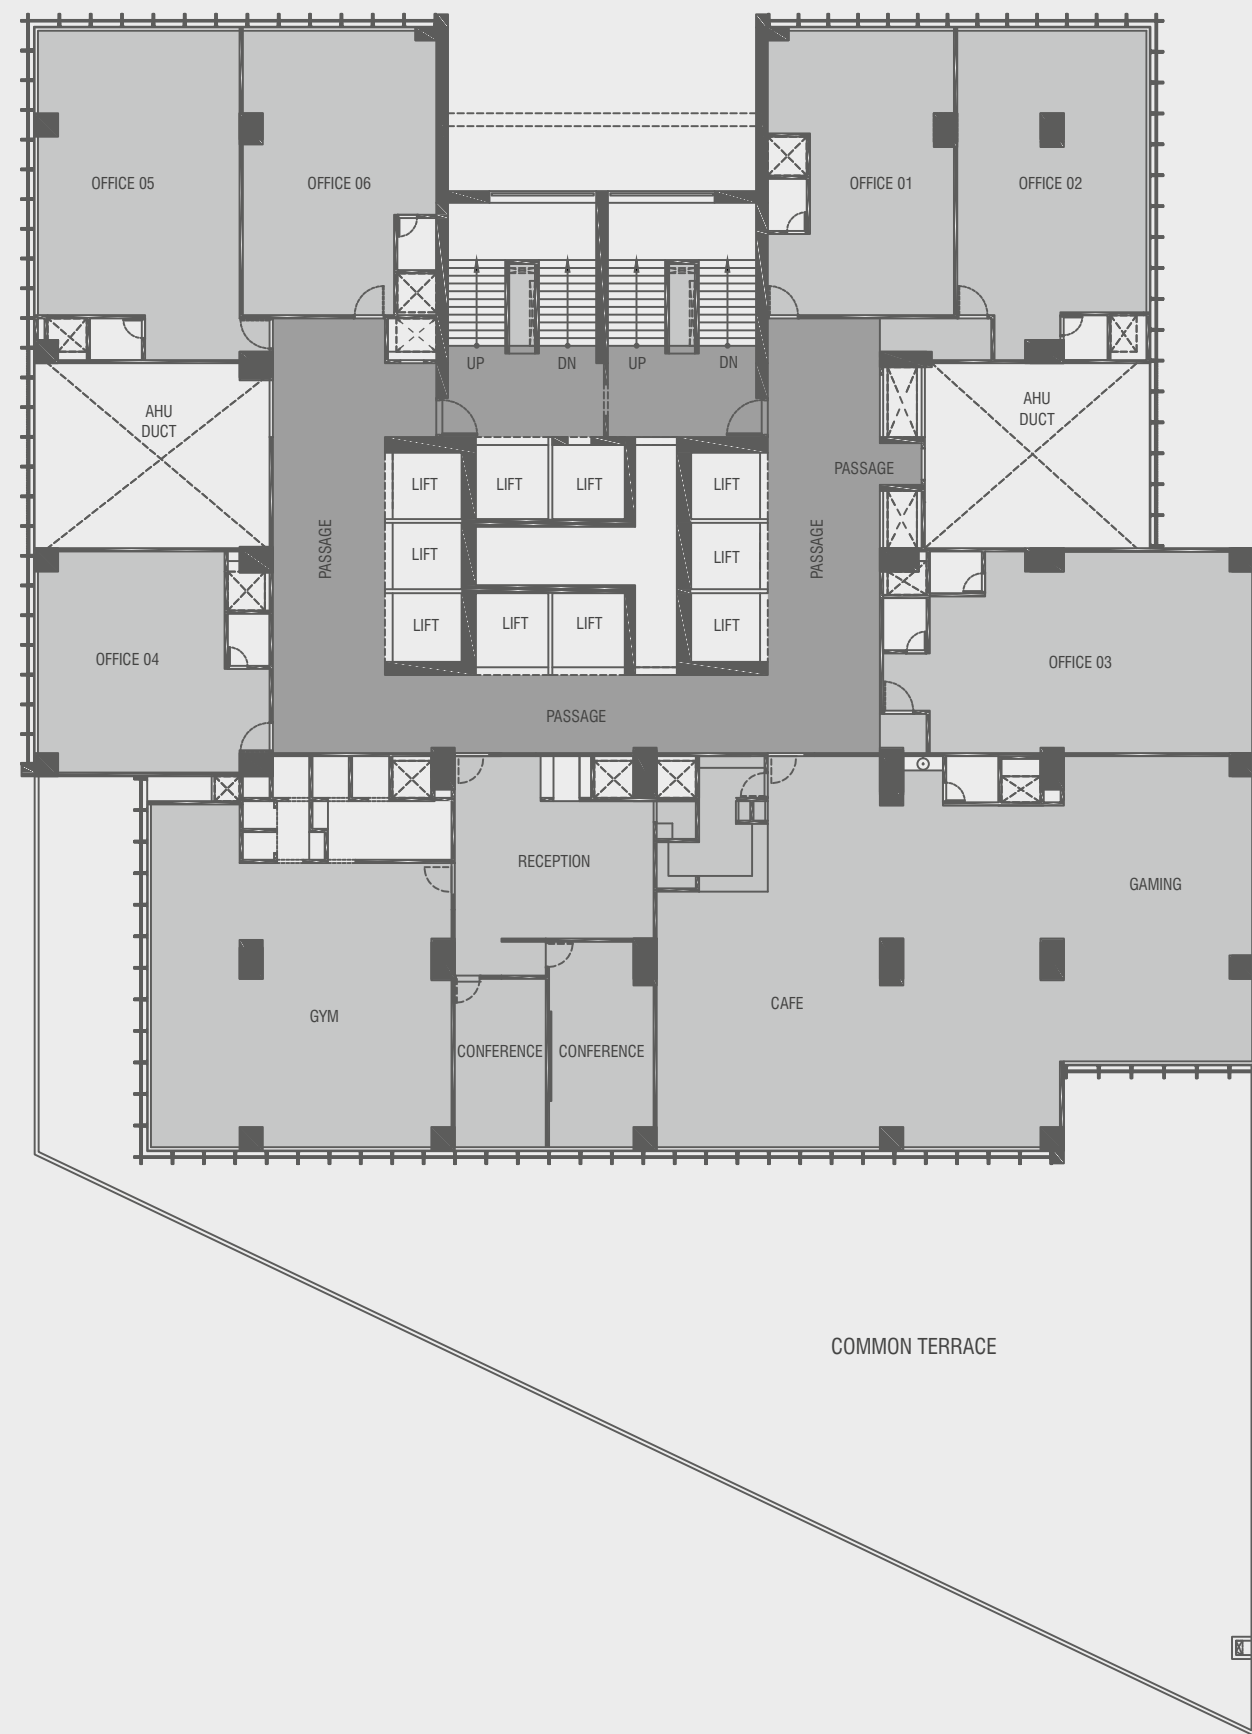 OFFICE 05
OFFICE 06
OFFICE 01
OFFICE 02
UP
DN
UP
DN
AHU
DUCT
AHU
DUCT
PASSAGE
LIFT
LIFT
LIFT
LIFT
PASSAGE
PASSAGE
LIFT
LIFT
LIFT
LIFT
LIFT
LIFT
OFFICE 04
OFFICE 03
PASSAGE
RECEPTION
GAMING
CAFE
GYM
CONFERENCE
CONFERENCE
COMMON TERRACE